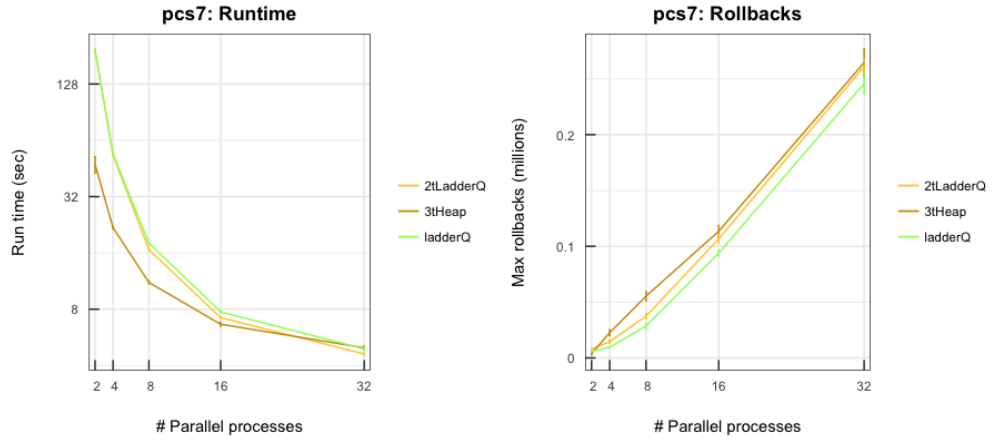 pcs7: Runtime
Run time (sec)
128
32
8
2 4 8 16 32
# Parallel processes
2tLadderQ
3tHeap
ladderQ
pcs7: Rollbacks
Max rollbacks (millions)
0.2
0.1
0
2 4 8 16 32
# Parallel processes
2tLadderQ
3tHeap
ladderQ